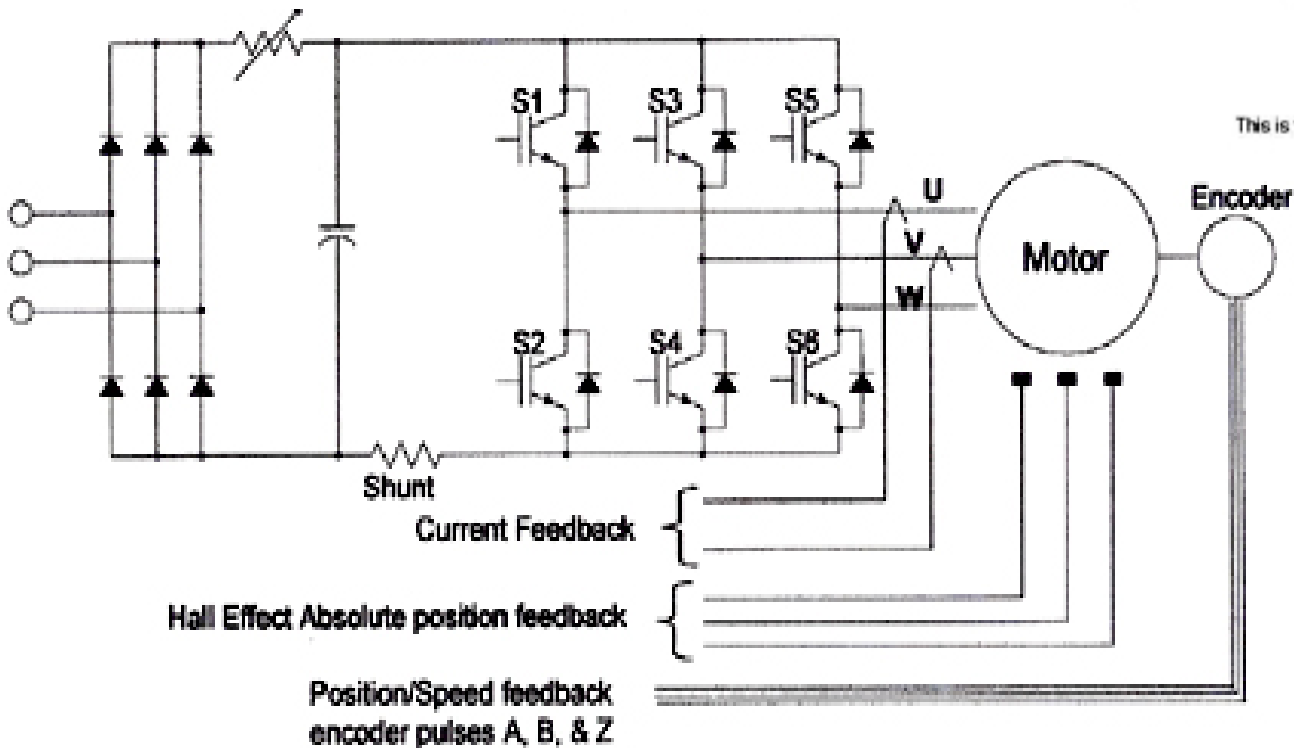 S1
S3
S5
This is
U
Encoder
V
Motor
W
S2
S4
S6
Shunt
Current Feedback
Hall Effect Absolute position feedback
Position/Speed feedback
encoder pulses A, B, & Z